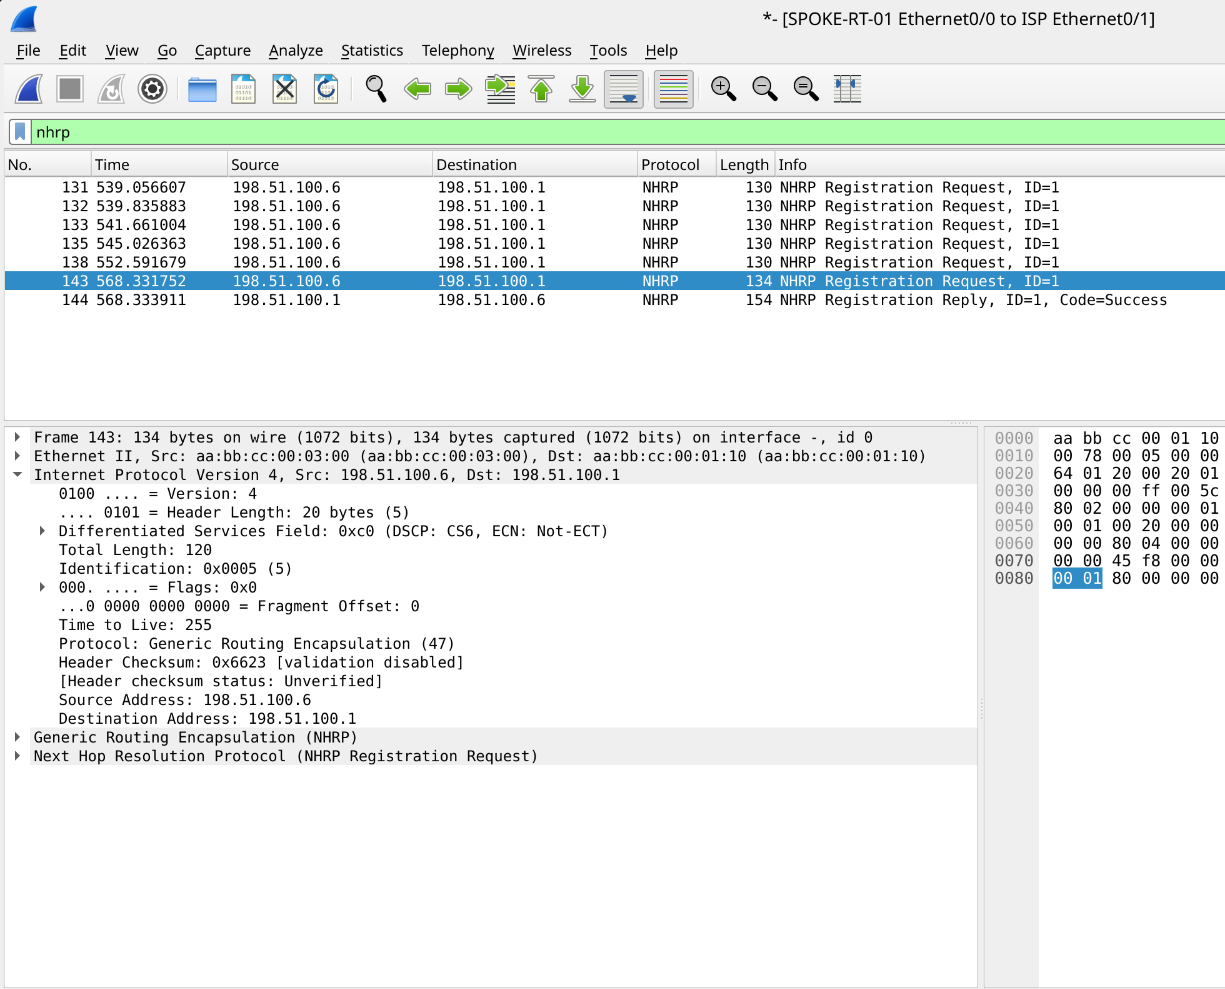 *- [SPOKE-RT-01 Ethernet0/0 to ISP Ethernet0/1]
File Edit View Go Capture Analyze Statistics Telephony Wireless Tools Help
nhrp
No. Time Source Destination Protocol Length Info
131 539.056607 198.51.100.6 198.51.100.1 NHRP 130 NHRP Registration Request, ID=1
132 539.835883 198.51.100.6 198.51.100.1 NHRP 130 NHRP Registration Request, ID=1
133 541.661004 198.51.100.6 198.51.100.1 NHRP 130 NHRP Registration Request, ID=1
135 545.026363 198.51.100.6 198.51.100.1 NHRP 130 NHRP Registration Request, ID=1
138 552.591679 198.51.100.6 198.51.100.1 NHRP 130 NHRP Registration Request, ID=1
143 568.331752 198.51.100.6 198.51.100.1 NHRP 134 NHRP Registration Request, ID=1
144 568.333911 198.51.100.1 198.51.100.6 NHRP 154 NHRP Registration Reply, ID=1, Code=Success
Frame 143: 134 bytes on wire (1072 bits), 134 bytes captured (1072 bits) on interface -, id 0
Ethernet II, Src: aa:bb:cc:00:03:00 (aa:bb:cc:00:03:00), Dst: aa:bb:cc:00:01:10 (aa:bb:cc:00:01:10)
Internet Protocol Version 4, Src: 198.51.100.6, Dst: 198.51.100.1
0100 .... = Version: 4
.... 0101 = Header Length: 20 bytes (5)
Differentiated Services Field: 0xc0 (DSCP: CS6, ECN: Not-ECT)
Total Length: 120
Identification: 0x0005 (5)
000. .... = Flags: 0x0
...0 0000 0000 0000 = Fragment Offset: 0
Time to Live: 255
Protocol: Generic Routing Encapsulation (47)
Header Checksum: 0x6623 [validation disabled]
[Header checksum status: Unverified]
Source Address: 198.51.100.6
Destination Address: 198.51.100.1
Generic Routing Encapsulation (NHRP)
Next Hop Resolution Protocol (NHRP Registration Request)
0000 aa bb cc 00 01 10
0010 00 78 00 05 00 00
0020 64 01 20 00 20 01
0030 00 00 00 ff 00 5c
0040 80 02 00 00 00 01
0050 00 01 00 20 00 00
0060 00 00 80 04 00 00
0070 00 00 45 f8 00 00
0080 00 01 80 00 00 00